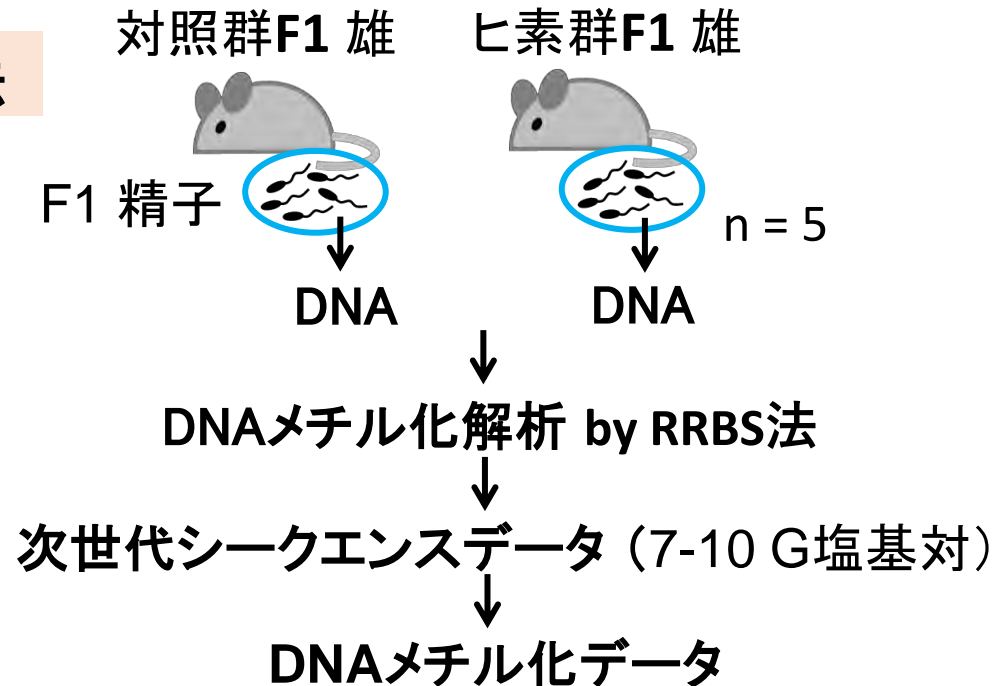 対照群F1 雄 ヒ素群F1 雄
法
F1 精子
n = 5
DNA DNA
DNAメチル化解析 by RRBS法
次世代シークエンスデータ（7-10 G塩基対）
DNAメチル化データ